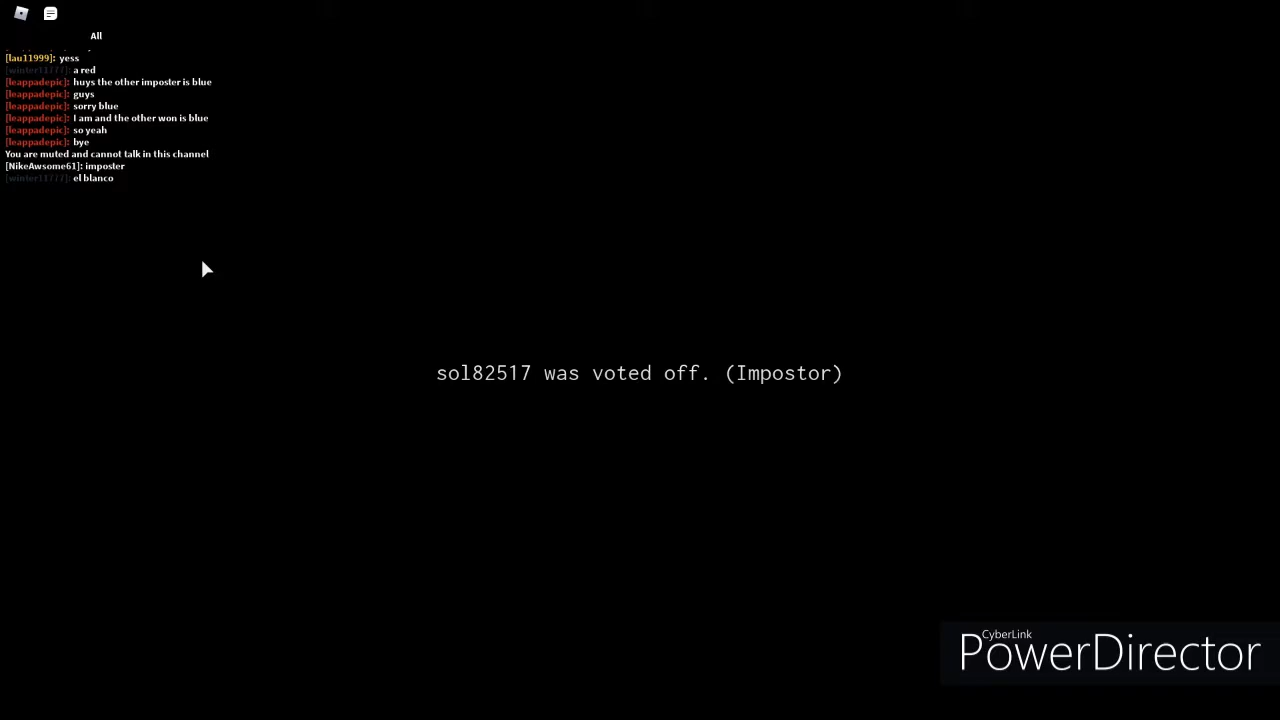 All
[lau11999]: yess
[winter11777]: a red
[leappadepic]: huys the other imposter is blue
[leappadepic]: guys
[leappadepic]: sorry blue
[leappadepic]: I am and the other won is blue
[leappadepic]: so yeah
[leappadepic]: bye
You are muted and cannot talk in this channel
[NikeAwsome61]: imposter
[winter11777]: el blanco
sol82517 was voted off. (Impostor)
CyberLink
PowerDirector